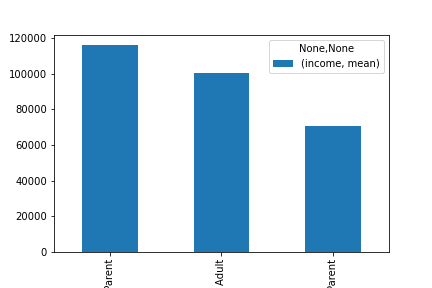 120000
100000
80000
60000
40000
20000
0
None,None
(income, mean)
Parent
Adult
Parent